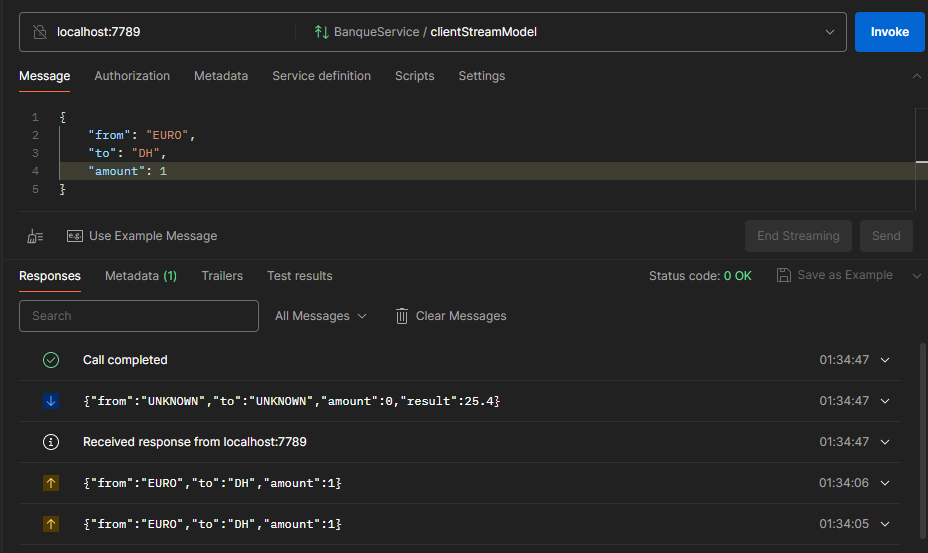 localhost:7789 BanqueService / clientStreamModel Invoke
Message Authorization Metadata Service definition Scripts Settings
1 {
2 "from": "EURO",
3 "to": "DH",
4 "amount": 1
5 }
e.g. Use Example Message End Streaming Send
Responses Metadata (1) Trailers Test results Status code: 0 OK Save as Example
Search All Messages Clear Messages
Call completed 01:34:47
{"from":"UNKNOWN","to":"UNKNOWN","amount":0,"result":25.4} 01:34:47
Received response from localhost:7789 01:34:47
{"from":"EURO","to":"DH","amount":1} 01:34:06
{"from":"EURO","to":"DH","amount":1} 01:34:05